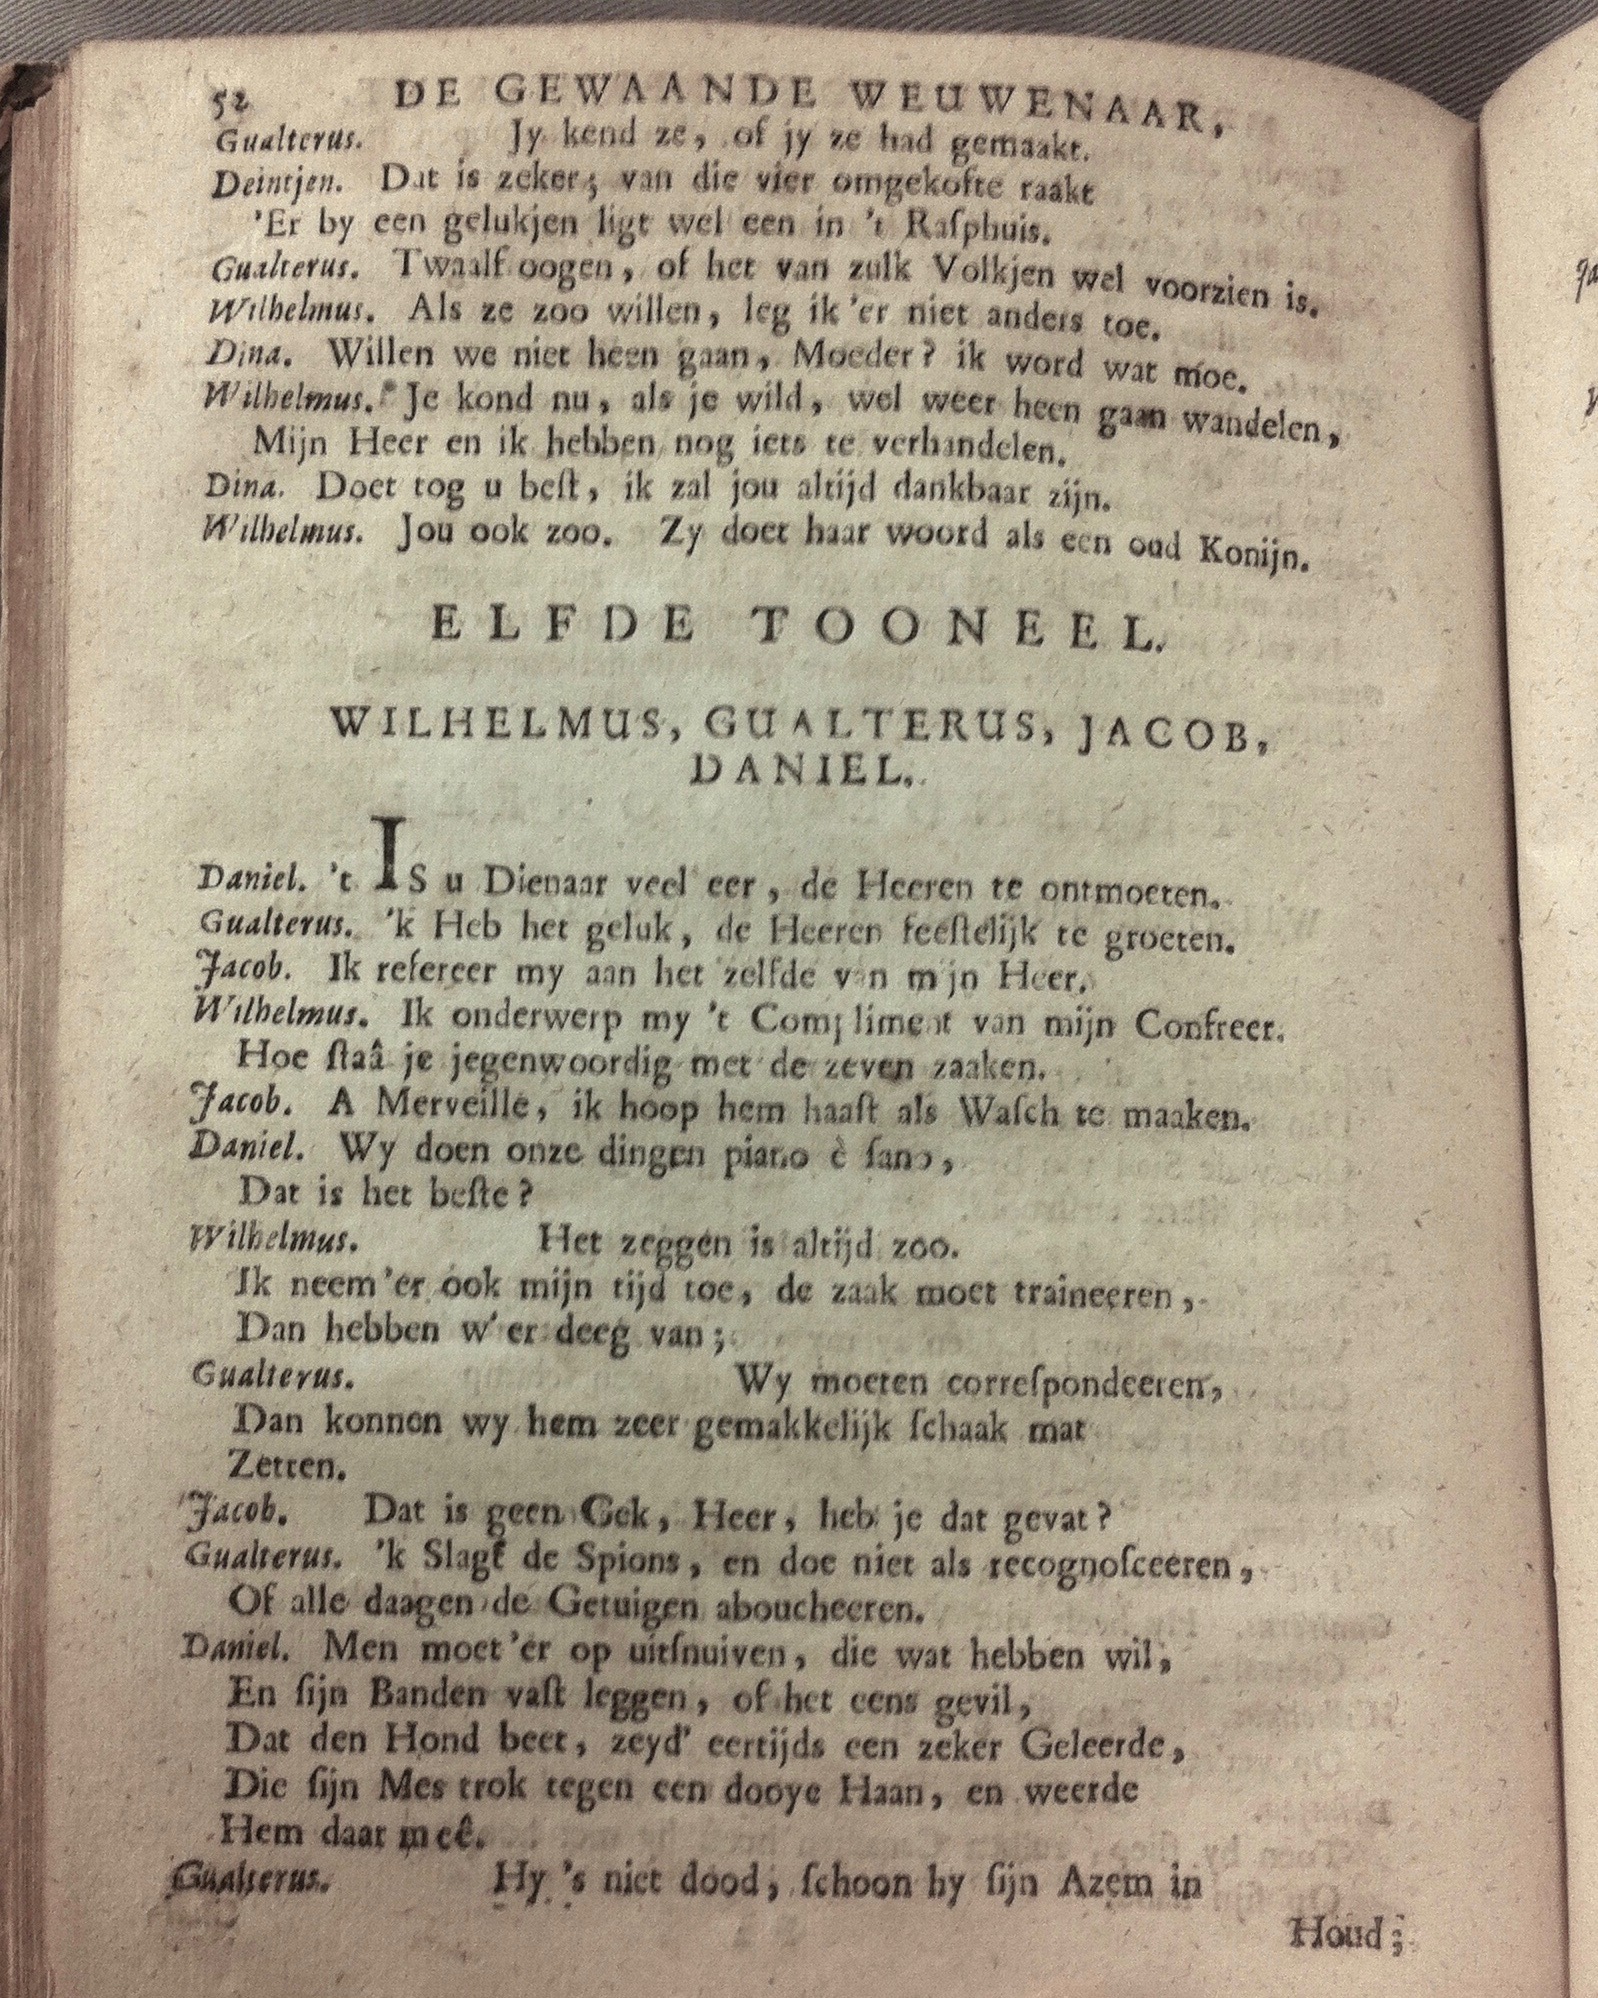 52 DE GEWAANDE WEUWENAAR,
Gualterus. Jy kend ze, of jy ze had gemaakt.
Deintjen. Dat is zeker; van die vier omgekofte raakt
'Er by een gelukjen ligt wel een in 't Raſphuis.
Gualterus. Twaalf oogen, of het van zulk Volkjen wel voorzien is.
Wilhelmus. Als ze zoo willen, leg ik 'er niet anders toe.
Dina. Willen we niet heen gaan, Moeder? ik word wat moe.
Wilhelmus. Je kond nu, als je wild, wel weer heen gaan wandelen,
Mijn Heer en ik hebben nog iets te verhandelen.
Dina. Doet tog u beſt, ik zal jou altijd dankbaar zijn.
Wilhelmus. Jou ook zoo. Zy doet haar woord als een oud Konijn.
ELFDE TOONEEL.
WILHELMUS, GUALTERUS, JACOB,
DANIEL.
Daniel. 't IS u Dienaar veel eer, de Heeren te ontmoeten.
Gualterus. 'k Heb het geluk, de Heeren feeſtelijk te groeten.
Jacob. Ik refereer my aan het zelfde van mijn Heer.
Wilhelmus. Ik onderwerp my 't Compliment van mijn Confreer.
Hoe ſtaâ je jegenwoordig met de zeven zaaken.
Jacob. A Merveille, ik hoop hem haaſt als Waſch te maaken.
Daniel. Wy doen onze dingen piano è ſano,
Dat is het beſte?
Wilhelmus. Het zeggen is altijd zoo.
Ik neem 'er ook mijn tijd toe, de zaak moet traineeren,
Dan hebben w' er deeg van;
Gualterus. Wy moeten correſpondeeren,
Dan konnen wy hem zeer gemakkelijk ſchaak mat
Zetten.
Jacob. Dat is geen Gek, Heer, heb je dat gevat?
Gualterus. 'k Slagt de Spions, en doe niet als recognoſceeren,
Of alle daagen de Getuigen aboucheeren.
Daniel. Men moet 'er op uitſnuiven, die wat hebben wil,
En ſijn Banden vaſt leggen, of het eens gevil,
Dat den Hond beet, zeyd' eertijds een zeker Geleerde,
Die ſijn Mes trok tegen een dooye Haan, en weerde
Hem daar meê.
Gualterus. Hy 's niet dood, ſchoon hy ſijn Azem in
Houd;